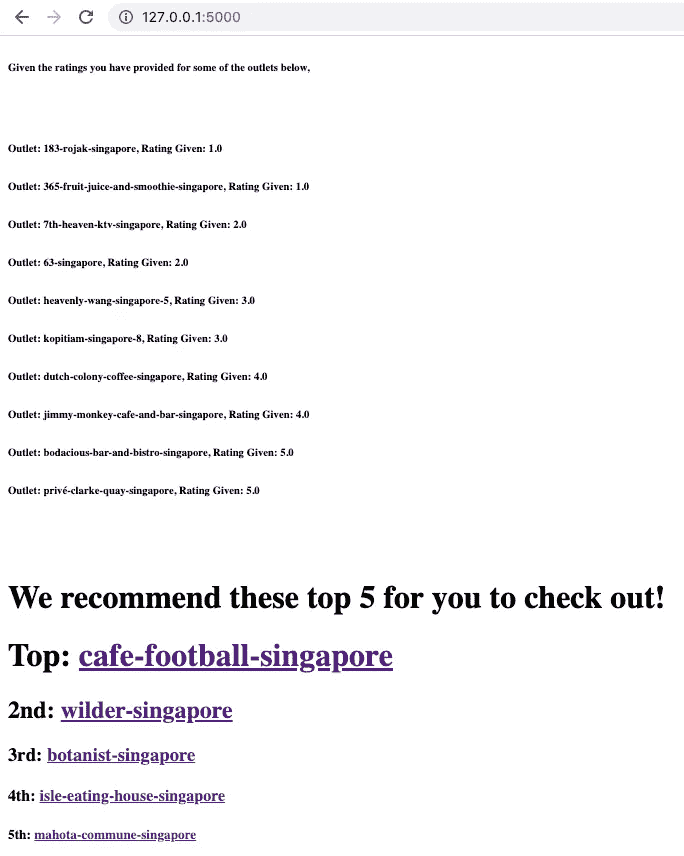 127.0.0.1:5000
Given the ratings you have provided for some of the outlets below,
Outlet: 183-rojak-singapore, Rating Given: 1.0
Outlet: 365-fruit-juice-and-smoothie-singapore, Rating Given: 1.0
Outlet: 7th-heaven-ktv-singapore, Rating Given: 2.0
Outlet: 63-singapore, Rating Given: 2.0
Outlet: heavenly-wang-singapore-5, Rating Given: 3.0
Outlet: kopitiam-singapore-8, Rating Given: 3.0
Outlet: dutch-colony-coffee-singapore, Rating Given: 4.0
Outlet: jimmy-monkey-cafe-and-bar-singapore, Rating Given: 4.0
Outlet: bodacious-bar-and-bistro-singapore, Rating Given: 5.0
Outlet: privé-clarke-quay-singapore, Rating Given: 5.0
We recommend these top 5 for you to check out!
Top: cafe-football-singapore
2nd: wilder-singapore
3rd: botanist-singapore
4th: isle-eating-house-singapore
5th: mahota-commune-singapore